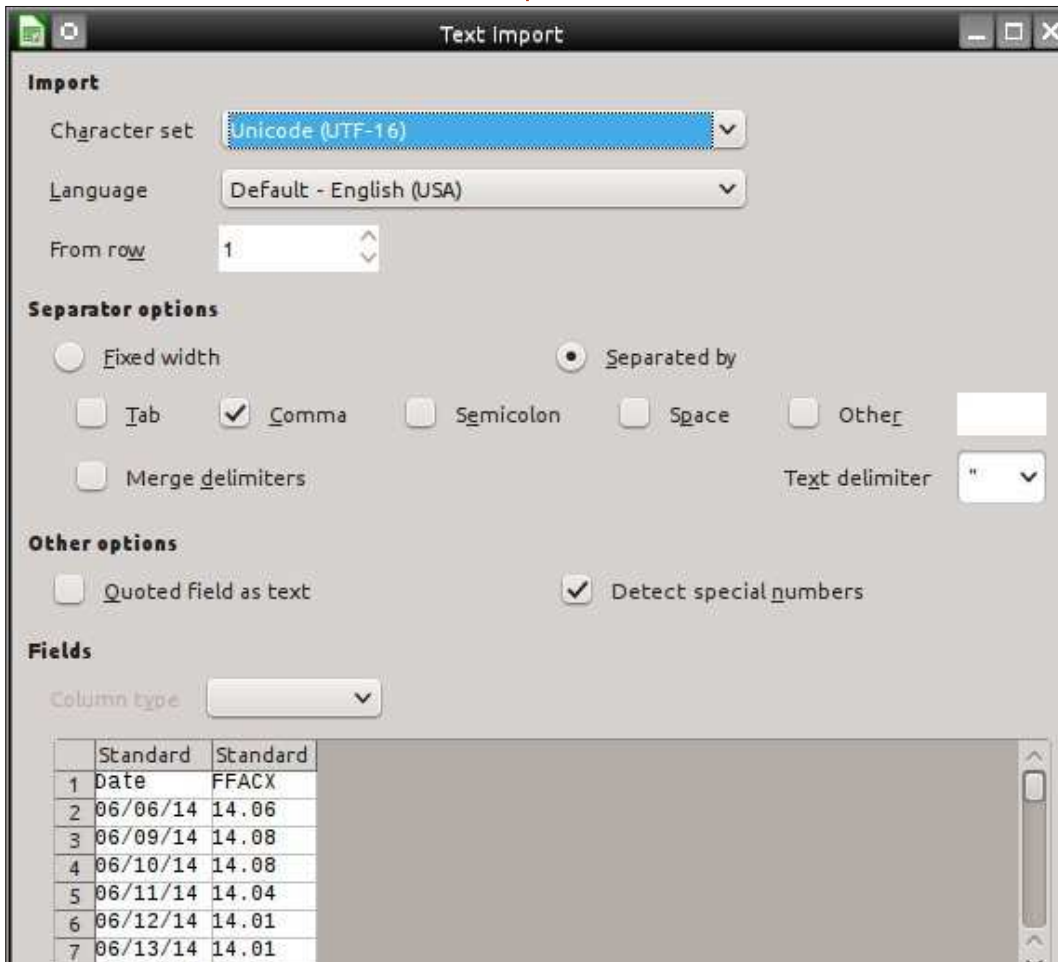 Text import
Import
Character set Unicode (UTF-16)
Language Default - English (USA)
From row 1
Separator options
Fixed width Separated by
Tab Comma Semicolon Space Other
Merge delimiters Text delimiter "
Other options
Quoted field as text Detect special numbers
Fields
Column type
Standard Standard
1 Date FFACX
2 06/06/14 14.06
3 06/09/14 14.08
4 06/10/14 14.08
5 06/11/14 14.04
6 06/12/14 14.01
7 06/13/14 14.01